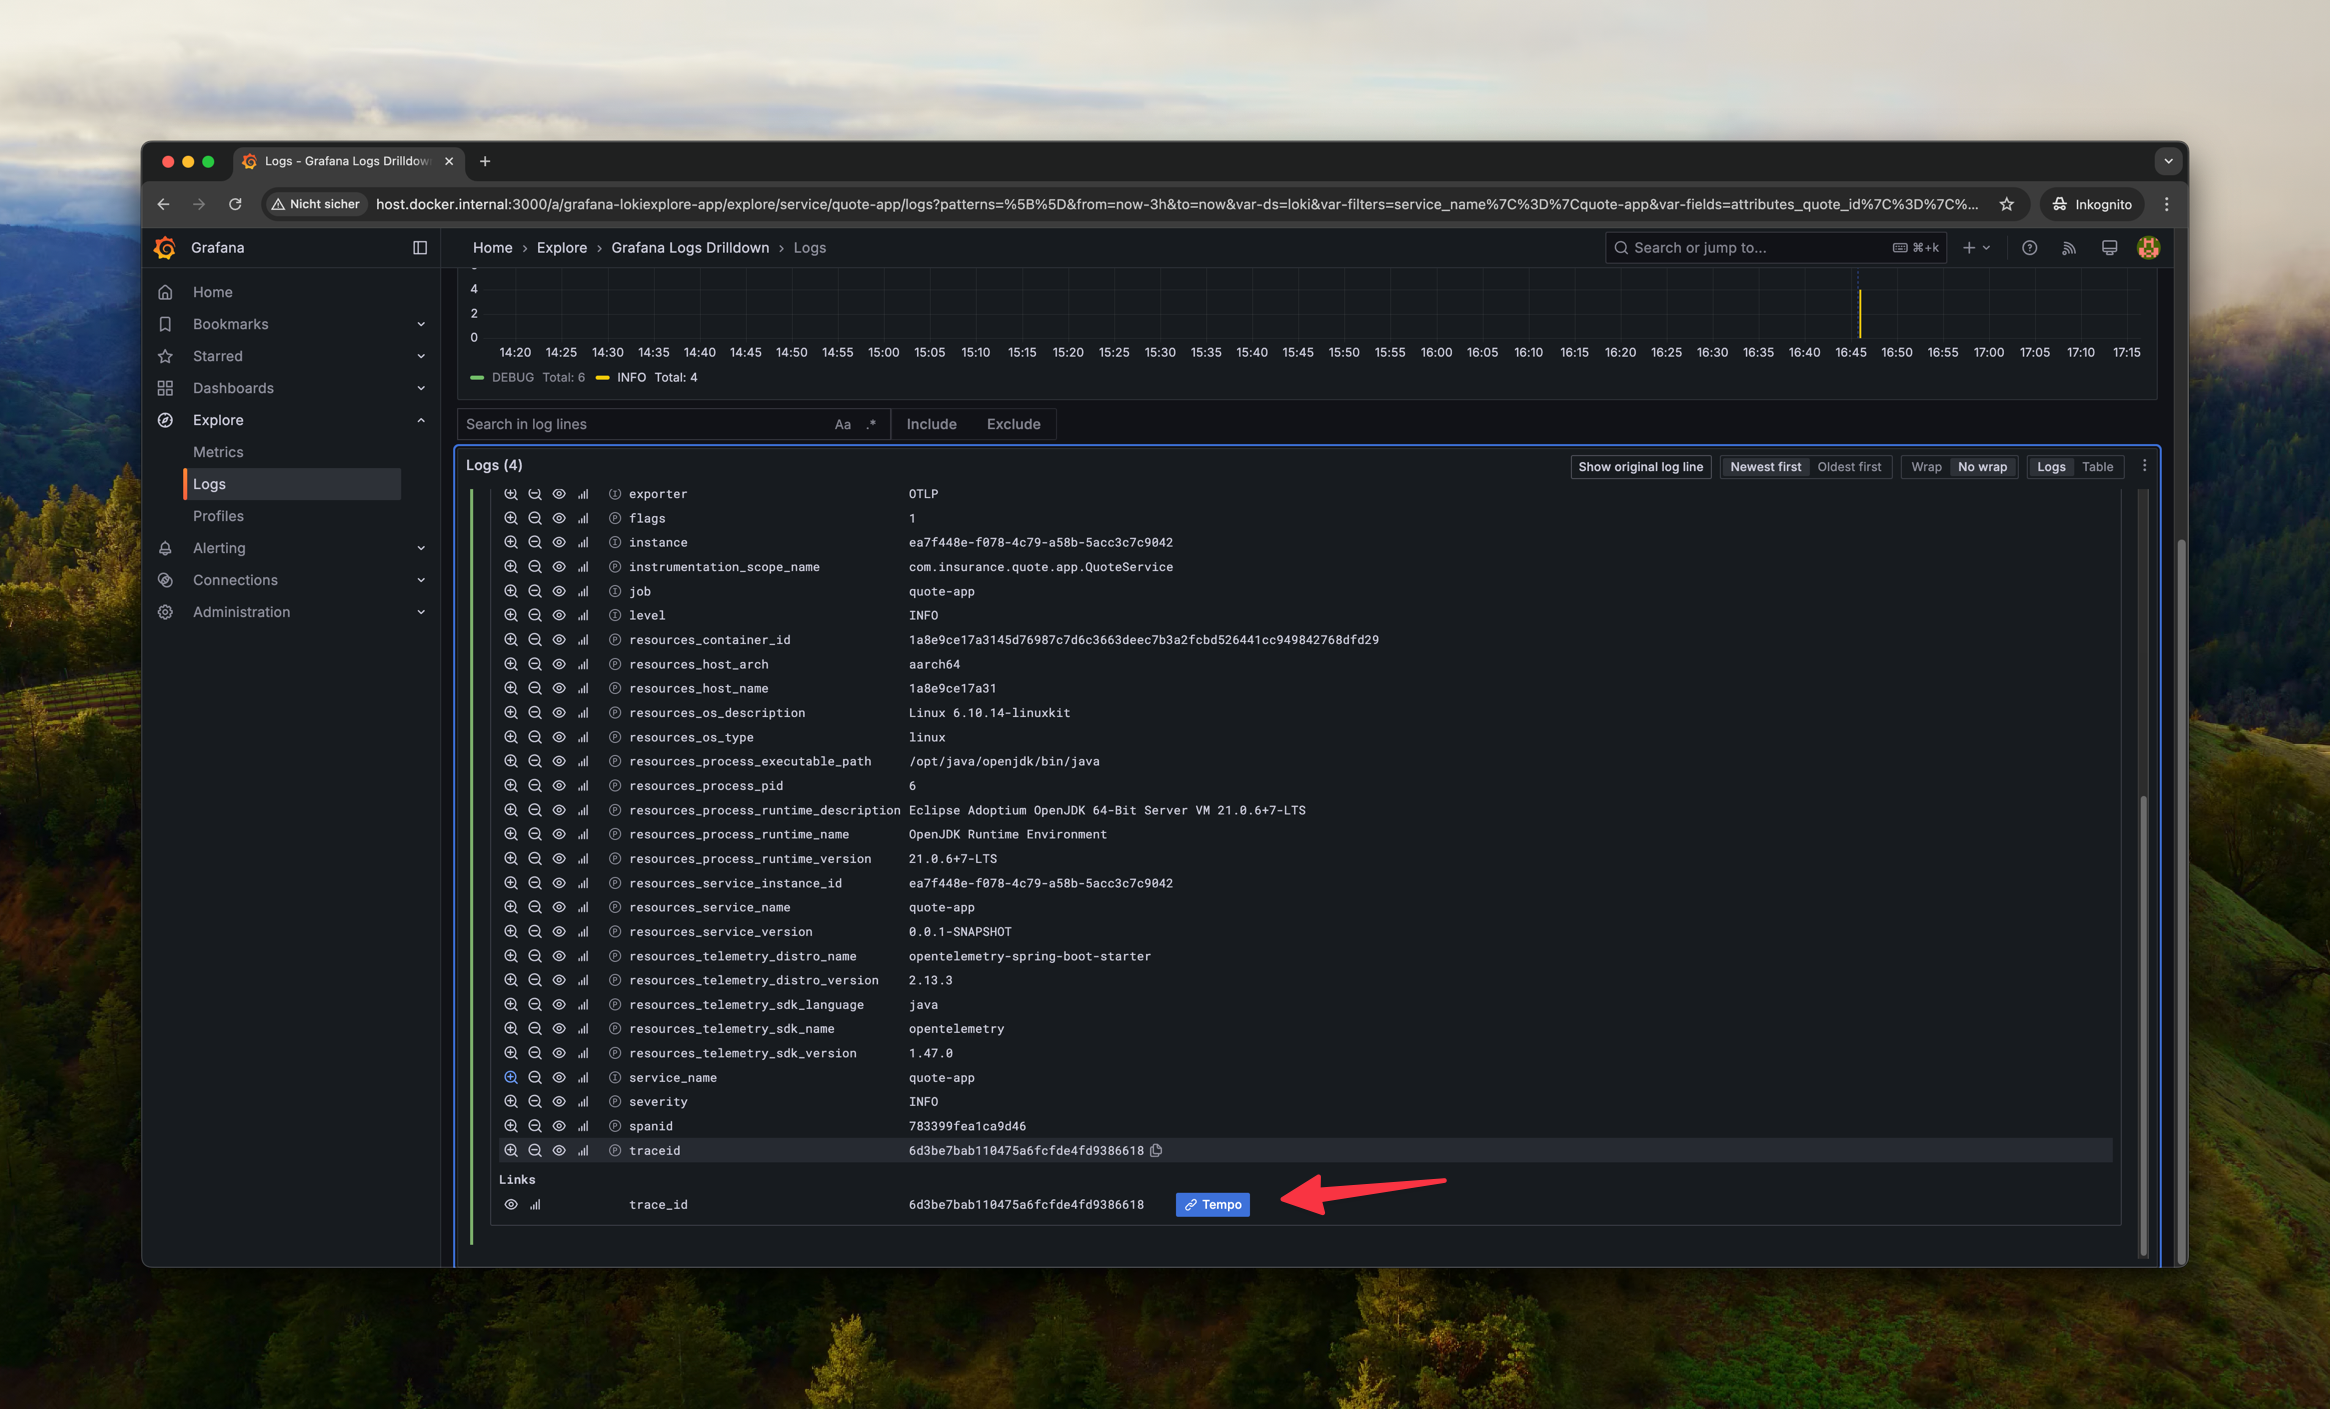 Logs - Grafana Logs Drilldow
Nicht sicher host.docker.internal:3000/a/grafana-lokiexplore-app/explore/service/quote-app/logs?patterns=%5B%5D&from=now-3h&to=now&var-ds=loki&var-filters=service_name%7C%3D%7Cquote-app&var-fields=attributes_quote_id%7C%3D%7C%... Inkognito
Grafana
Home › Explore › Grafana Logs Drilldown › Logs
Search or jump to... ⌘+k
Home
Bookmarks
Starred
Dashboards
Explore
Metrics
Logs
Profiles
Alerting
Connections
Administration
4
2
0
14:20 14:25 14:30 14:35 14:40 14:45 14:50 14:55 15:00 15:05 15:10 15:15 15:20 15:25 15:30 15:35 15:40 15:45 15:50 15:55 16:00 16:05 16:10 16:15 16:20 16:25 16:30 16:35 16:40 16:45 16:50 16:55 17:00 17:05 17:10 17:15
DEBUG Total: 6 INFO Total: 4
Search in log lines Aa .* Include Exclude
Logs (4) Show original log line Newest first Oldest first Wrap No wrap Logs Table
I exporter OTLP
P flags 1
I instance ea7f448e-f078-4c79-a58b-5acc3c7c9042
P instrumentation_scope_name com.insurance.quote.app.QuoteService
I job quote-app
I level INFO
P resources_container_id 1a8e9ce17a3145d76987c7d6c3663deec7b3a2fcbd526441cc949842768dfd29
P resources_host_arch aarch64
P resources_host_name 1a8e9ce17a31
P resources_os_description Linux 6.10.14-linuxkit
P resources_os_type linux
P resources_process_executable_path /opt/java/openjdk/bin/java
P resources_process_pid 6
P resources_process_runtime_description Eclipse Adoptium OpenJDK 64-Bit Server VM 21.0.6+7-LTS
P resources_process_runtime_name OpenJDK Runtime Environment
P resources_process_runtime_version 21.0.6+7-LTS
P resources_service_instance_id ea7f448e-f078-4c79-a58b-5acc3c7c9042
P resources_service_name quote-app
P resources_service_version 0.0.1-SNAPSHOT
P resources_telemetry_distro_name opentelemetry-spring-boot-starter
P resources_telemetry_distro_version 2.13.3
P resources_telemetry_sdk_language java
P resources_telemetry_sdk_name opentelemetry
P resources_telemetry_sdk_version 1.47.0
I service_name quote-app
P severity INFO
P spanid 783399fea1ca9d46
P traceid 6d3be7bab110475a6fcfde4fd9386618
Links
trace_id 6d3be7bab110475a6fcfde4fd9386618 Tempo